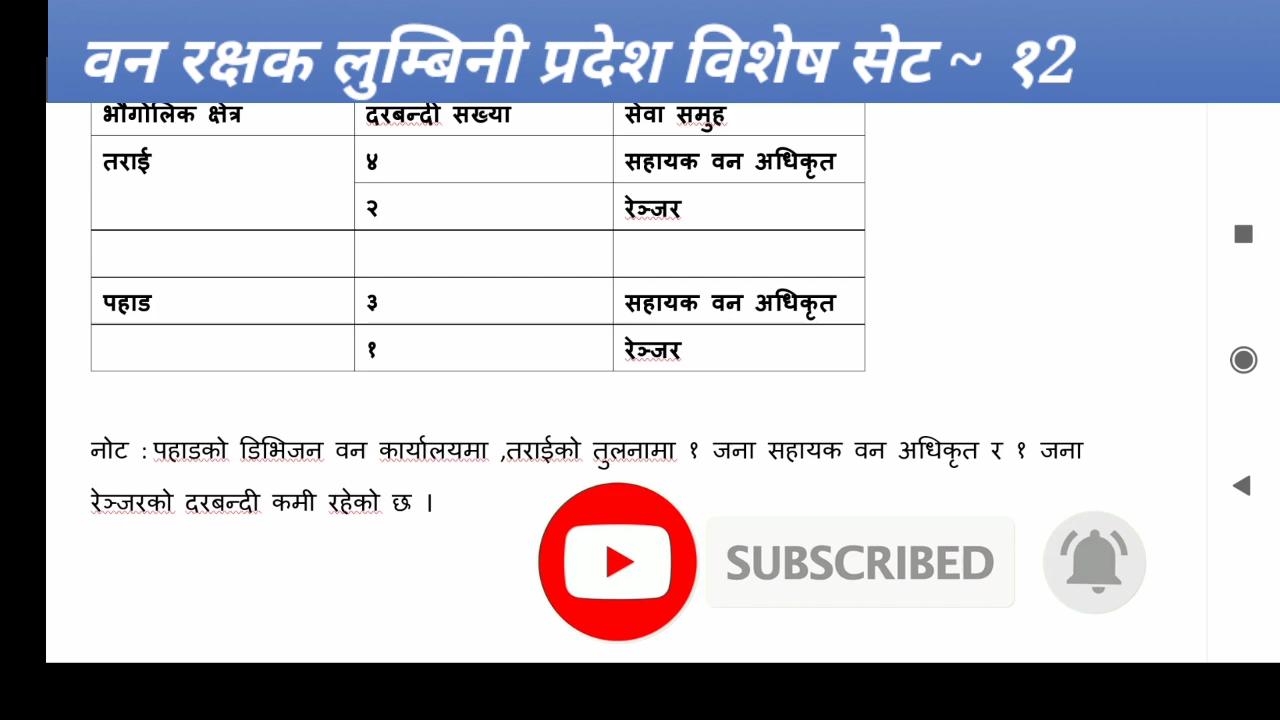 वन रक्षक लुम्बिनी प्रदेश विशेष सेट ~ १2
भौगोलिक क्षेत्र दरबन्दी सख्या सेवा समुह
तराई ४ सहायक वन अधिकृत
२ रेञ्जर
पहाड ३ सहायक वन अधिकृत
१ रेञ्जर
नोट : पहाडको डिभिजन वन कार्यालयमा ,तराईको तुलनामा १ जना सहायक वन अधिकृत र १ जना
रेञ्जरको दरबन्दी कमी रहेको छ ।
SUBSCRIBED